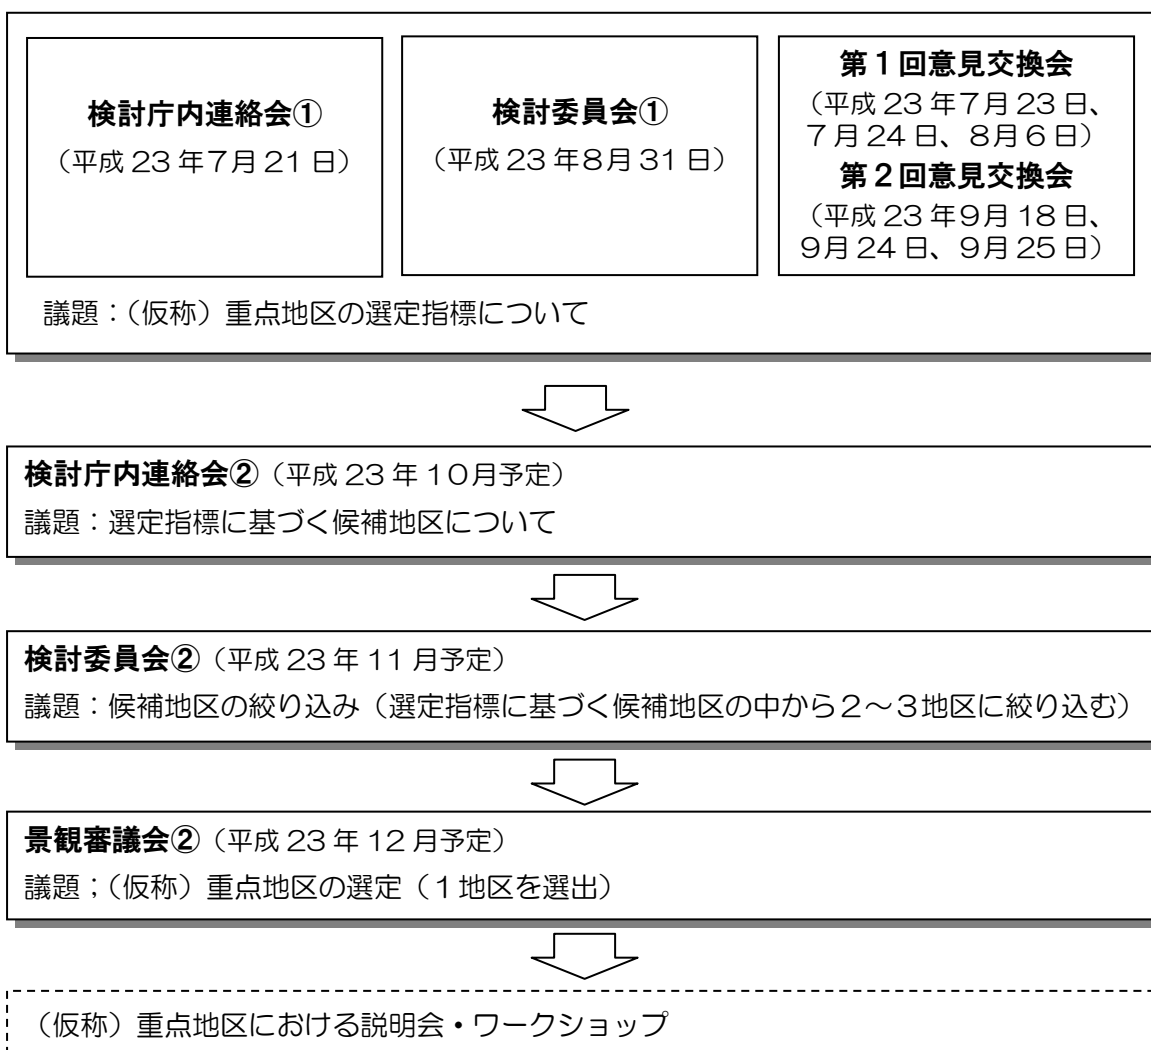 検討庁内連絡会①
（平成 23 年７月 21 日）
検討委員会①
（平成 23 年８月 31 日）
第１回意見交換会
（平成 23 年７月 23 日、
７月 24 日、８月６日）
第２回意見交換会
（平成 23 年９月 18 日、
９月 24 日、９月 25 日）
議題：（仮称）重点地区の選定指標について
検討庁内連絡会②（平成 23 年 １０月予定）
議題：選定指標に基づく候補地区について
検討委員会②（平成 23 年 11 月予定）
議題：候補地区の絞り込み（選定指標に基づく候補地区の中から２～３地区に絞り込む）
景観審議会②（平成 23 年 12 月予定）
議題；（仮称）重点地区の選定（１地区を選出）
（仮称）重点地区における説明会・ワークショップ